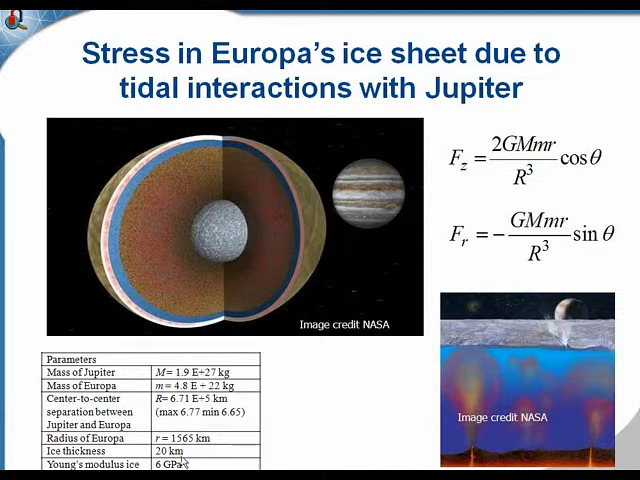 Stress in Europa's ice sheet due to
tidal interactions with Jupiter
F_z = 2GMmr / R^3 cos θ
F_r = − GMmr / R^3 sin θ
Image credit NASA
Image credit NASA
Parameters
Mass of Jupiter M = 1.9 E+27 kg
Mass of Europa m = 4.8 E + 22 kg
Center-to-center R= 6.71 E+5 km
separation between (max 6.77 min 6.65)
Jupiter and Europa
Radius of Europa r = 1565 km
Ice thickness 20 km
Young's modulus ice 6 GPa